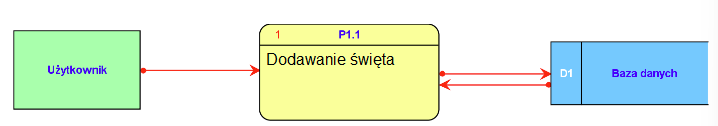 1 P1.1
Użytkownik
Dodawanie święta
D1 Baza danych